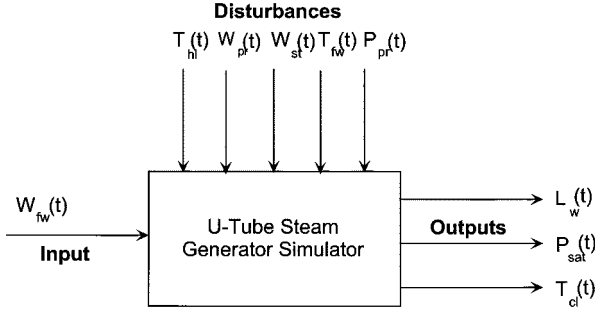 Disturbances
T_hl(t) W_pr(t) W_st(t) T_fw(t) P_pr(t)
W_fw(t)
Input
U-Tube Steam
Generator Simulator
Outputs
L_w(t)
P_sat(t)
T_cl(t)